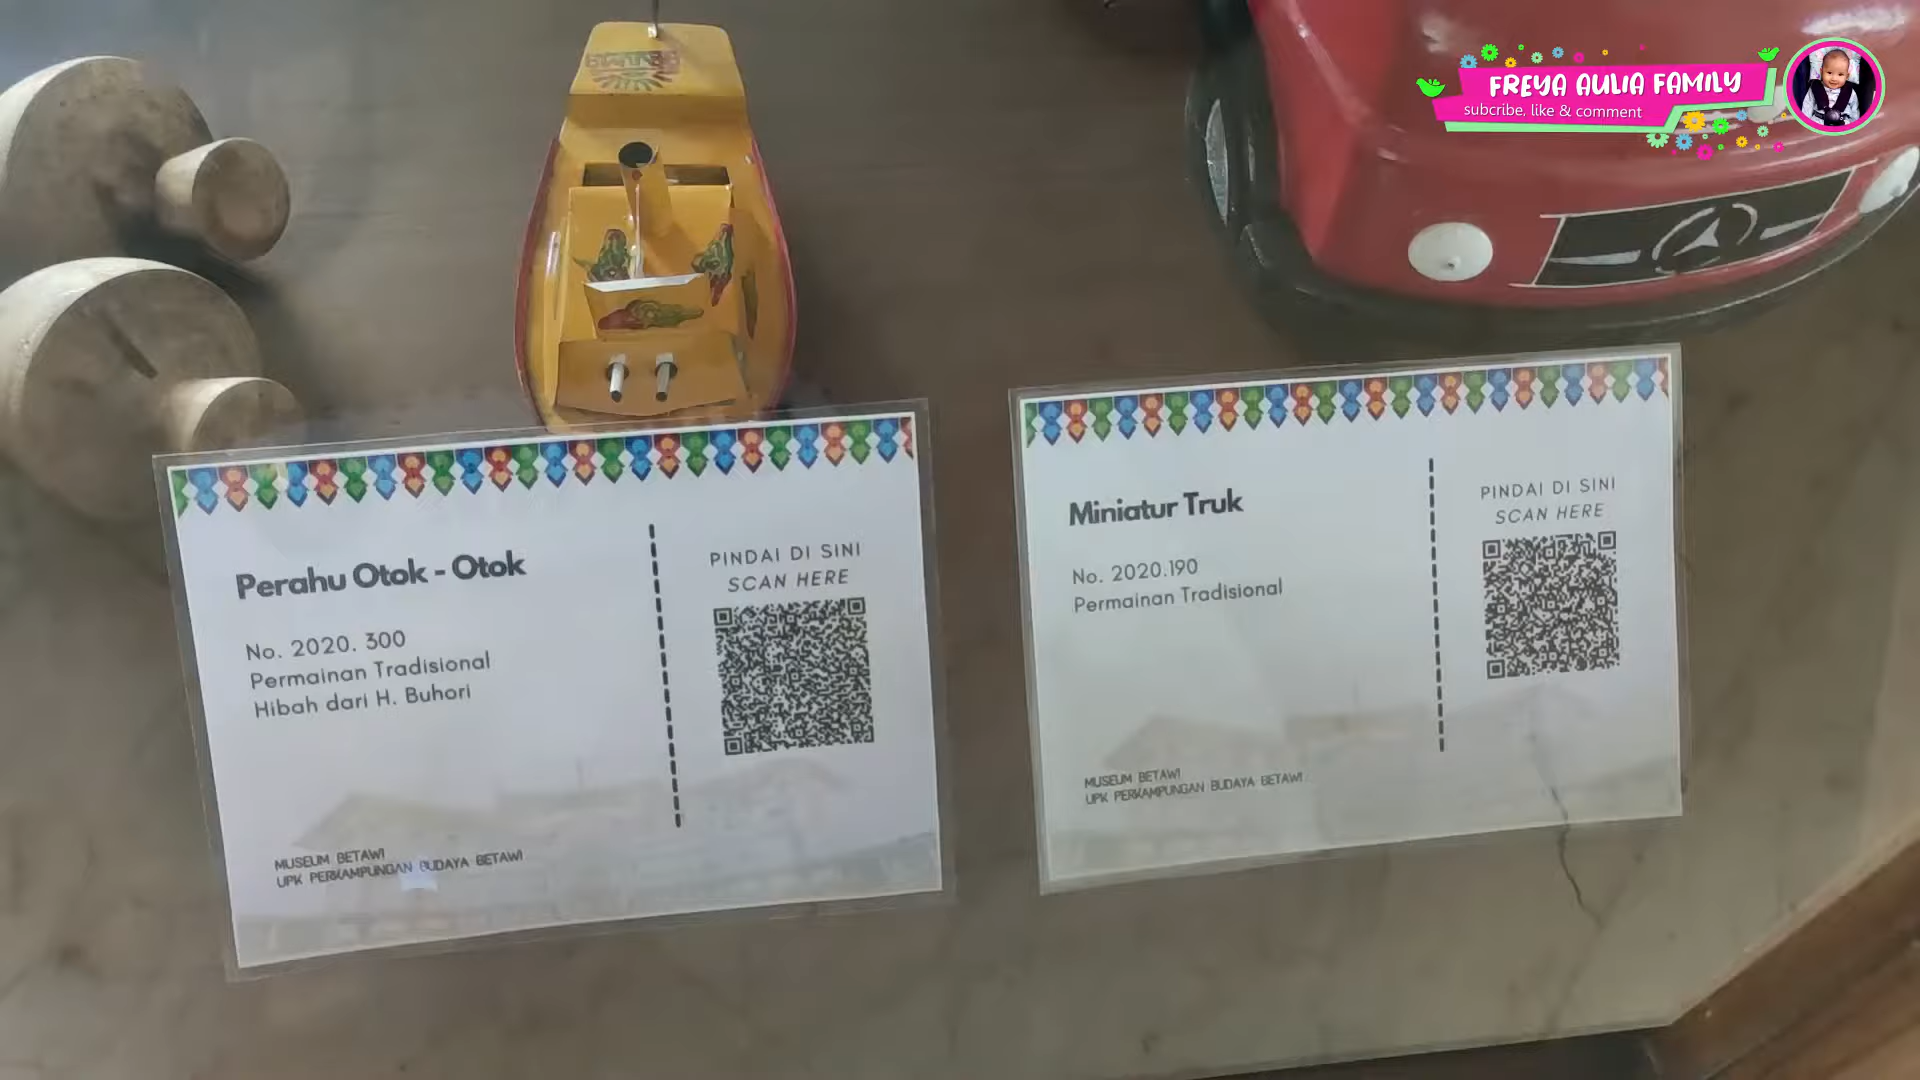 FREYA AULIA FAMILY
subcribe, like & comment
Perahu Otok - Otok
No. 2020. 300
Permainan Tradisional
Hibah dari H. Buhori
PINDAI DI SINI
SCAN HERE
MUSEUM BETAWI
UPK PERKAMPUNGAN BUDAYA BETAWI
Miniatur Truk
No. 2020.190
Permainan Tradisional
PINDAI DI SINI
SCAN HERE
MUSEUM BETAWI
UPK PERKAMPUNGAN BUDAYA BETAWI